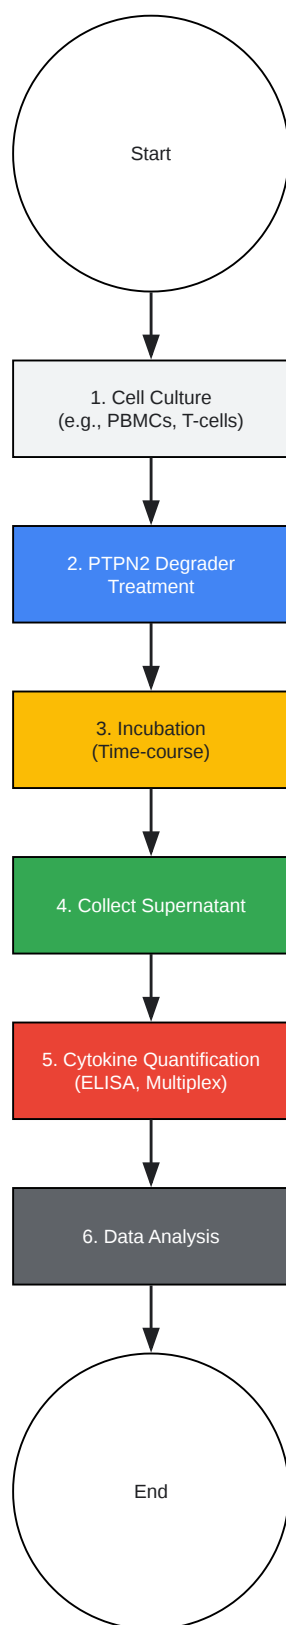 Start
1. Cell Culture
(e.g., PBMCs, T-cells)
2. PTPN2 Degrader
Treatment
3. Incubation
(Time-course)
4. Collect Supernatant
5. Cytokine Quantification
(ELISA, Multiplex)
6. Data Analysis
End